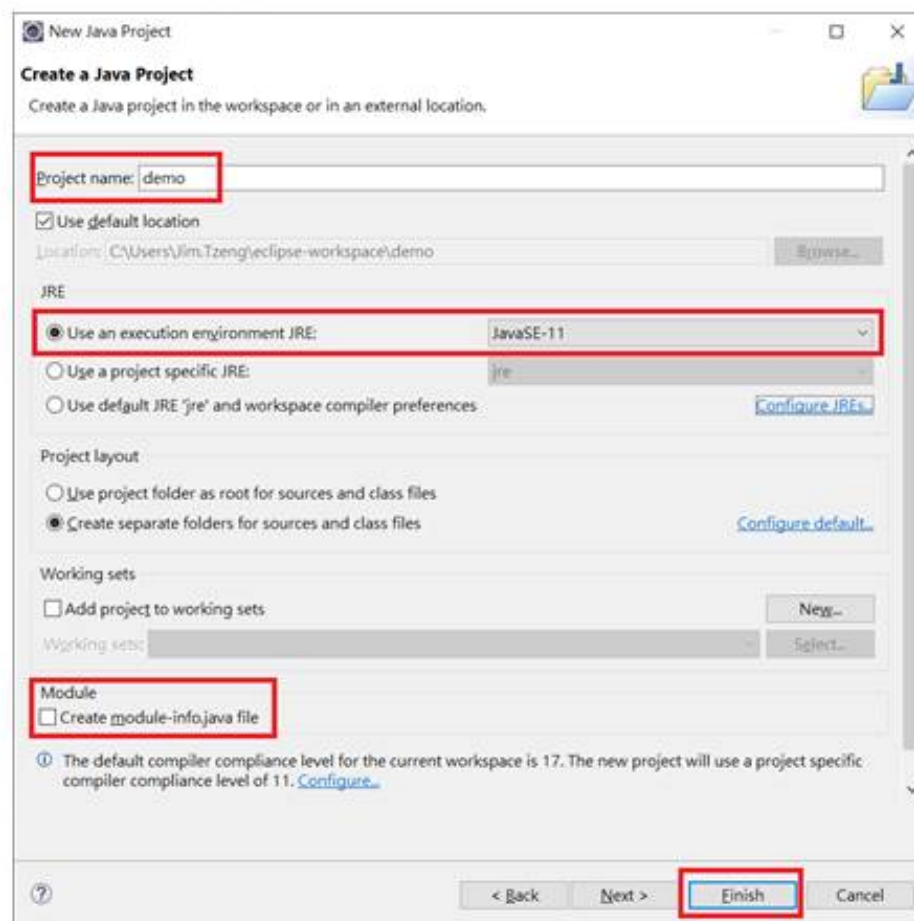 New Java Project
Create a Java Project
Create a Java project in the workspace or in an external location.
Project name: demo
Use default location
Location: C:\Users\Jim.Tzeng\eclipse-workspace\demo Browse...
JRE
Use an execution environment JRE: JavaSE-11
Use a project specific JRE: jre
Use default JRE 'jre' and workspace compiler preferences Configure JREs...
Project layout
Use project folder as root for sources and class files
Create separate folders for sources and class files Configure default...
Working sets
Add project to working sets New...
Working sets: Select...
Module
Create module-info.java file
The default compiler compliance level for the current workspace is 17. The new project will use a project specific
compiler compliance level of 11. Configure...
? < Back Next > Finish Cancel